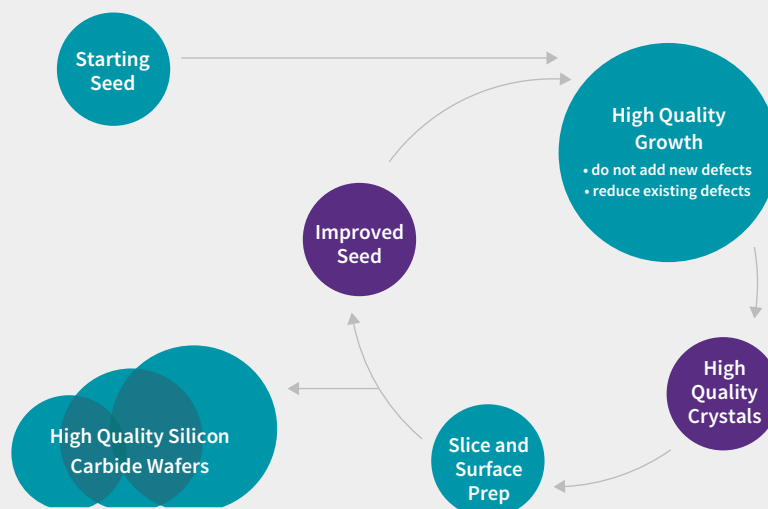 Starting
Seed
High Quality
Growth
• do not add new defects
• reduce existing defects
Improved
Seed
High
Quality
Crystals
High Quality Silicon
Carbide Wafers
Slice and
Surface
Prep